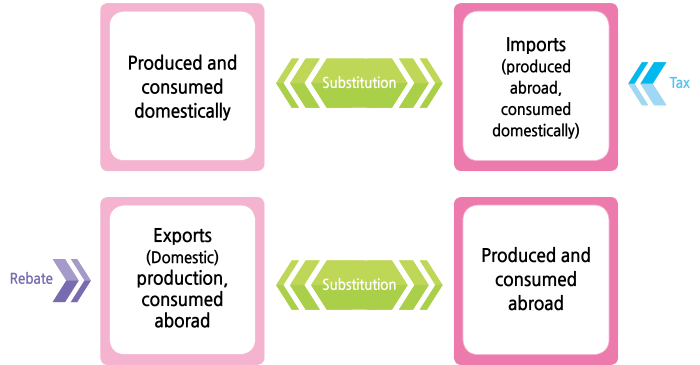 Produced and
consumed
domestically
Substitution
Imports
(produced
abroad,
consumed
domestically)
Tax
Rebate
Exports
(Domestic)
production,
consumed
aborad
Substitution
Produced and
consumed
abroad